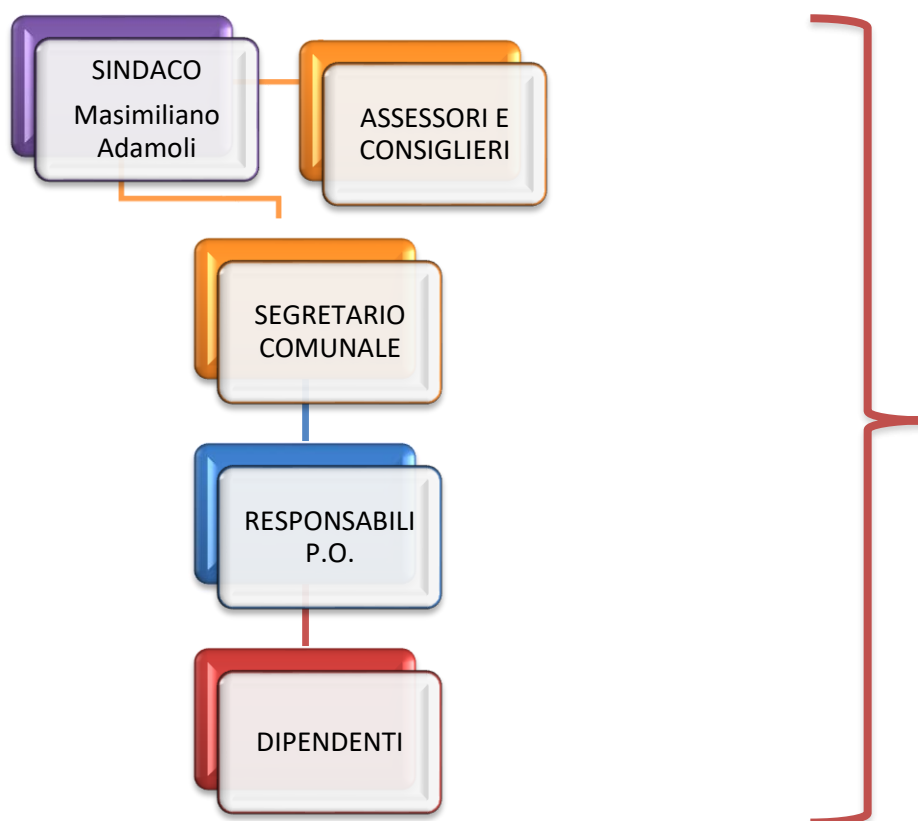 SINDACO
Masimiliano
Adamoli
ASSESSORI E
CONSIGLIERI
SEGRETARIO
COMUNALE
RESPONSABILI
P.O.
DIPENDENTI